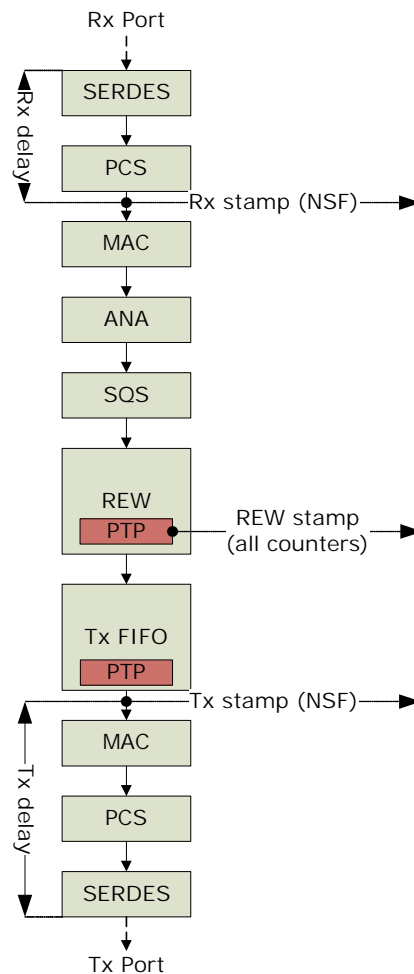 Rx Port
SERDES
Rx delay
PCS
Rx stamp (NSF)
MAC
ANA
SQS
REW
PTP
REW stamp
(all counters)
Tx FIFO
PTP
Tx stamp (NSF)
MAC
Tx delay
PCS
SERDES
Tx Port